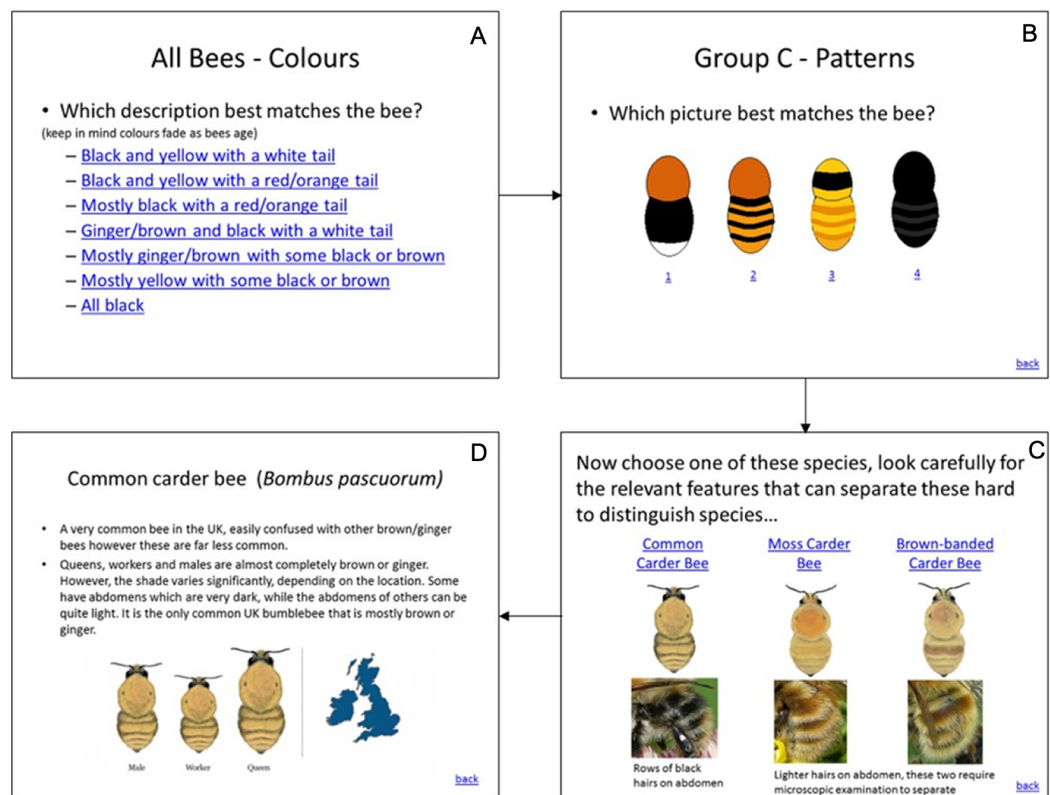 A
All Bees - Colours
• Which description best matches the bee?
(keep in mind colours fade as bees age)
– Black and yellow with a white tail
– Black and yellow with a red/orange tail
– Mostly black with a red/orange tail
– Ginger/brown and black with a white tail
– Mostly ginger/brown with some black or brown
– Mostly yellow with some black or brown
– All black
B
Group C - Patterns
• Which picture best matches the bee?
1 2 3 4
back
C
Now choose one of these species, look carefully for
the relevant features that can separate these hard
to distinguish species...
Common
Carder Bee
Moss Carder
Bee
Brown-banded
Carder Bee
Rows of black
hairs on abdomen
Lighter hairs on abdomen, these two require
microscopic examination to separate
back
D
Common carder bee (Bombus pascuorum)
• A very common bee in the UK, easily confused with other brown/ginger
bees however these are far less common.
• Queens, workers and males are almost completely brown or ginger.
However, the shade varies significantly, depending on the location. Some
have abdomens which are very dark, while the abdomens of others can be
quite light. It is the only common UK bumblebee that is mostly brown or
ginger.
Male Worker Queen
back